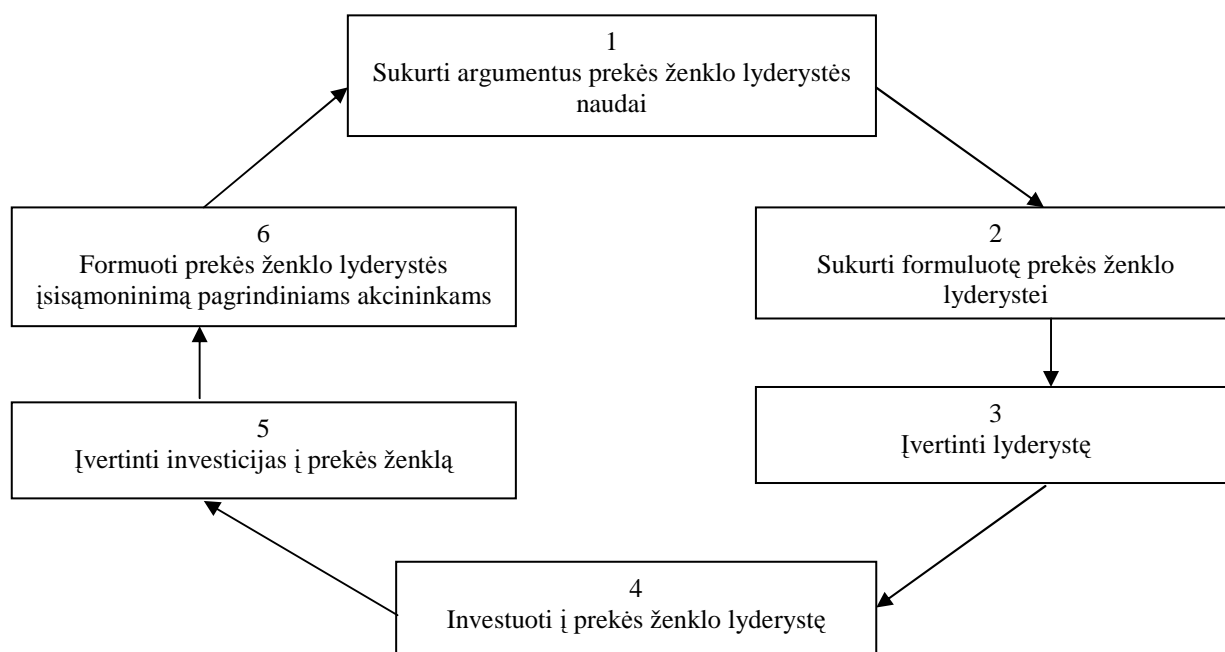 1
Sukurti argumentus prekės ženklo lyderystės
naudai
2
Sukurti formuluotę prekės ženklo
lyderystei
3
Įvertinti lyderystę
4
Investuoti į prekės ženklo lyderystę
5
Įvertinti investicijas į prekės ženklą
6
Formuoti prekės ženklo lyderystės
įsisąmoninimą pagrindiniams akcininkams